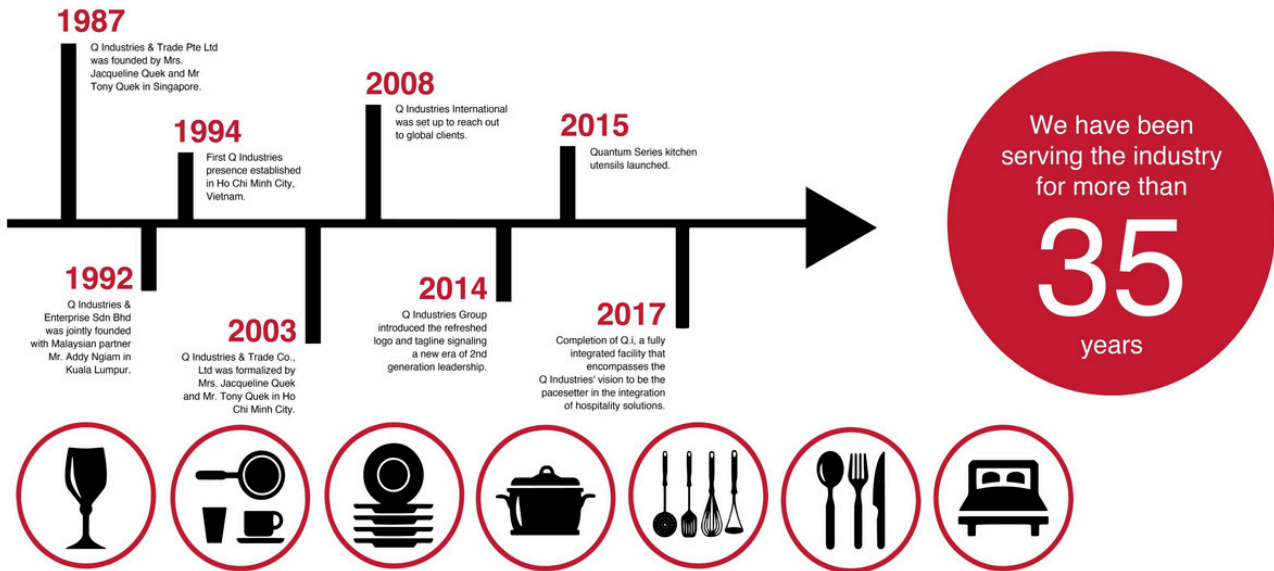 1987
Q Industries & Trade Pte Ltd
was founded by Mrs.
Jacqueline Quek and Mr
Tony Quek in Singapore.
1994
First Q Industries
presence established
in Ho Chi Minh City,
Vietnam.
2008
Q Industries International
was set up to reach out
to global clients.
2015
Quantum Series kitchen
utensils launched.
1992
Q Industries &
Enterprise Sdn Bhd
was jointly founded
with Malaysian partner
Mr. Addy Ngiam in
Kuala Lumpur.
2003
Q Industries & Trade Co.,
Ltd was formalized by
Mrs. Jacqueline Quek
and Mr. Tony Quek in Ho
Chi Minh City.
2014
Q Industries Group
introduced the refreshed
logo and tagline signaling
a new era of 2nd
generation leadership.
2017
Completion of Q.i, a fully
integrated facility that
encompasses the
Q Industries' vision to be the
pacesetter in the integration
of hospitality solutions.
We have been
serving the industry
for more than
35
years